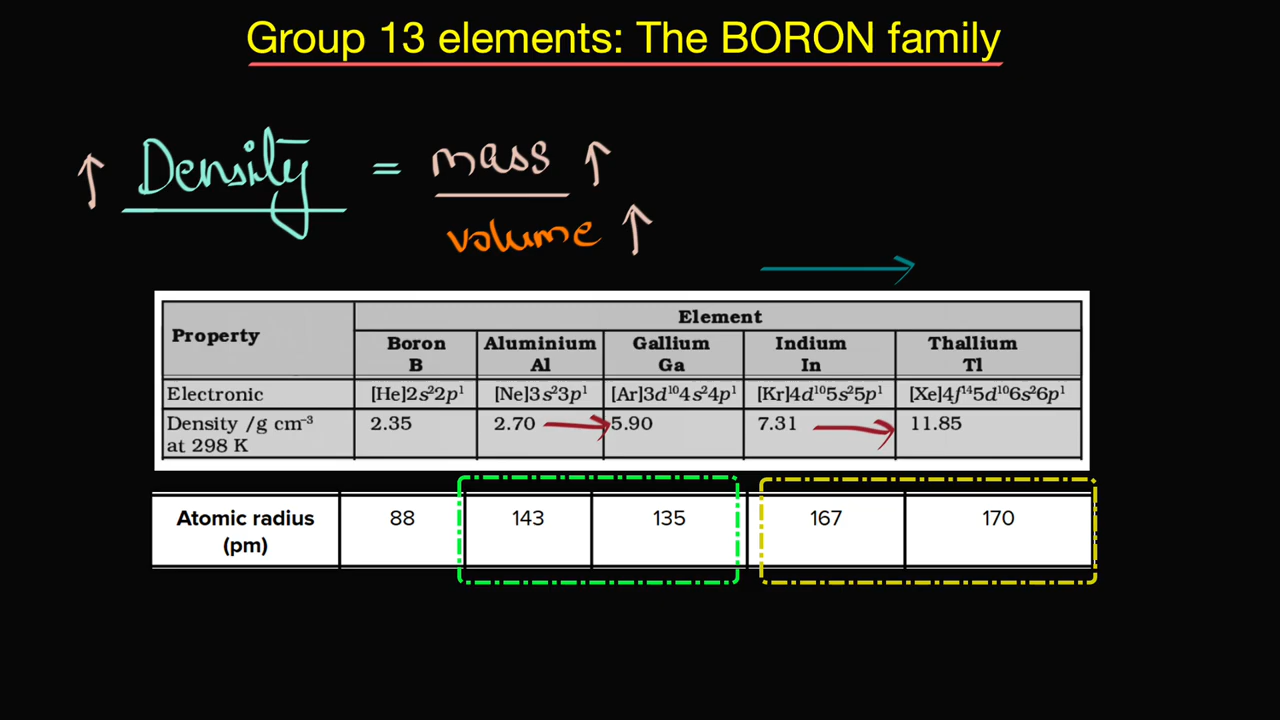 Group 13 elements: The BORON family
↑ Density = mass ↑
volume ↑
Property Element
Boron Aluminium Gallium Indium Thallium
B Al Ga In Tl
Electronic [He]2s²2p¹ [Ne]3s²3p¹ [Ar]3d¹⁰4s²4p¹ [Kr]4d¹⁰5s²5p¹ [Xe]4f¹⁴5d¹⁰6s²6p¹
Density /g cm⁻³ 2.35 2.70 → 5.90 7.31 → 11.85
at 298 K
Atomic radius 88 143 135 167 170
(pm)